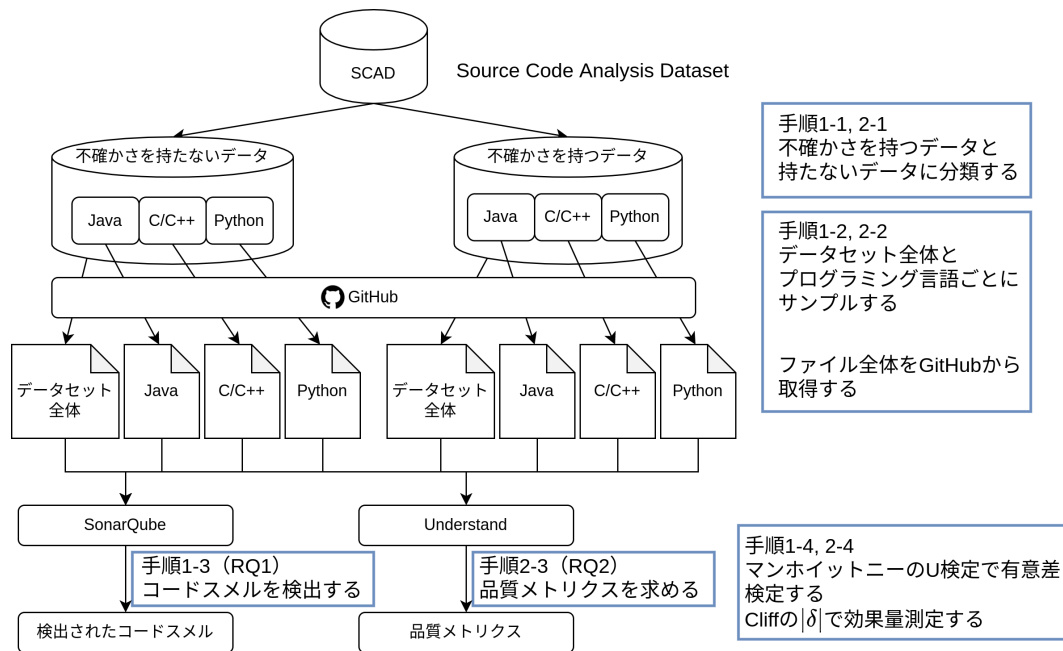 SCAD
Source Code Analysis Dataset
不確かさを持たないデータ
Java
C/C++
Python
不確かさを持つデータ
Java
C/C++
Python
手順1-1, 2-1
不確かさを持つデータと
持たないデータに分類する
手順1-2, 2-2
データセット全体と
プログラミング言語ごとに
サンプルする
ファイル全体をGitHubから
取得する
GitHub
データセット
全体
Java
C/C++
Python
データセット
全体
Java
C/C++
Python
SonarQube
Understand
手順1-3（RQ1）
コードスメルを検出する
手順2-3（RQ2）
品質メトリクスを求める
手順1-4, 2-4
マンホイットニーのU検定で有意差
検定する
Cliffの|δ|で効果量測定する
検出されたコードスメル
品質メトリクス